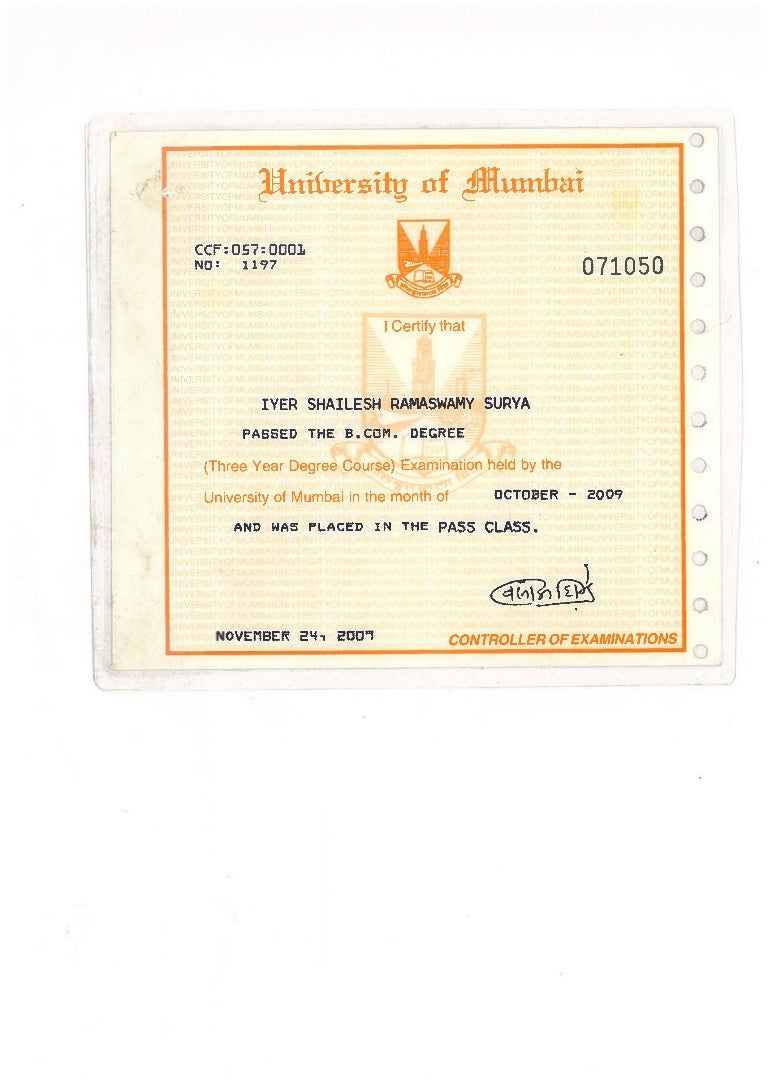 University of Mumbai
CCF:057:0001
NO: 1197
071050
I Certify that
IYER SHAILESH RAMASWAMY SURYA
PASSED THE B.COM. DEGREE
(Three Year Degree Course) Examination held by the
University of Mumbai in the month of OCTOBER - 2009
AND WAS PLACED IN THE PASS CLASS.
NOVEMBER 24, 2009
CONTROLLER OF EXAMINATIONS